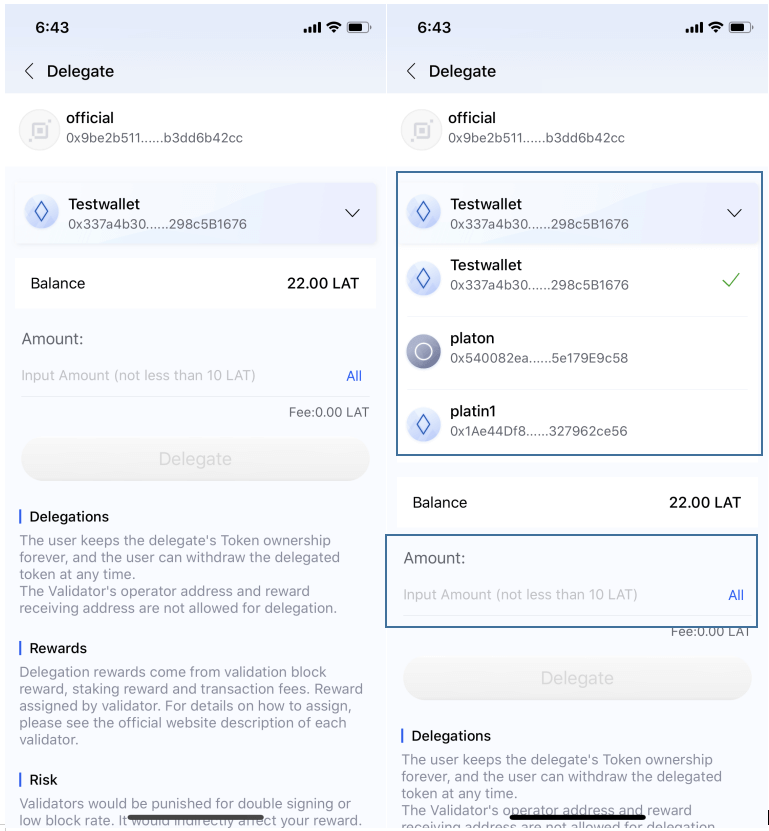 6:43
Delegate
official
0x9be2b511......b3dd6b42cc
Testwallet
0x337a4b30......298c5B1676
Balance
22.00 LAT
Amount:
Input Amount (not less than 10 LAT)
All
Fee:0.00 LAT
Delegate
Delegations
The user keeps the delegate's Token ownership
forever, and the user can withdraw the delegated
token at any time.
The Validator's operator address and reward
receiving address are not allowed for delegation.
Rewards
Delegation rewards come from validation block
reward, staking reward and transaction fees. Reward
assigned by validator. For details on how to assign,
please see the official website description of each
validator.
Risk
Validators would be punished for double signing or
low block rate. It would indirectly affect your reward.
6:43
Delegate
official
0x9be2b511......b3dd6b42cc
Testwallet
0x337a4b30......298c5B1676
Testwallet
0x337a4b30......298c5B1676
platon
0x540082ea......5e179E9c58
platin1
0x1Ae44Df8......327962ce56
Balance
22.00 LAT
Amount:
Input Amount (not less than 10 LAT)
All
Fee:0.00 LAT
Delegate
Delegations
The user keeps the delegate's Token ownership
forever, and the user can withdraw the delegated
token at any time.
The Validator's operator address and reward
receiving address are not allowed for delegation